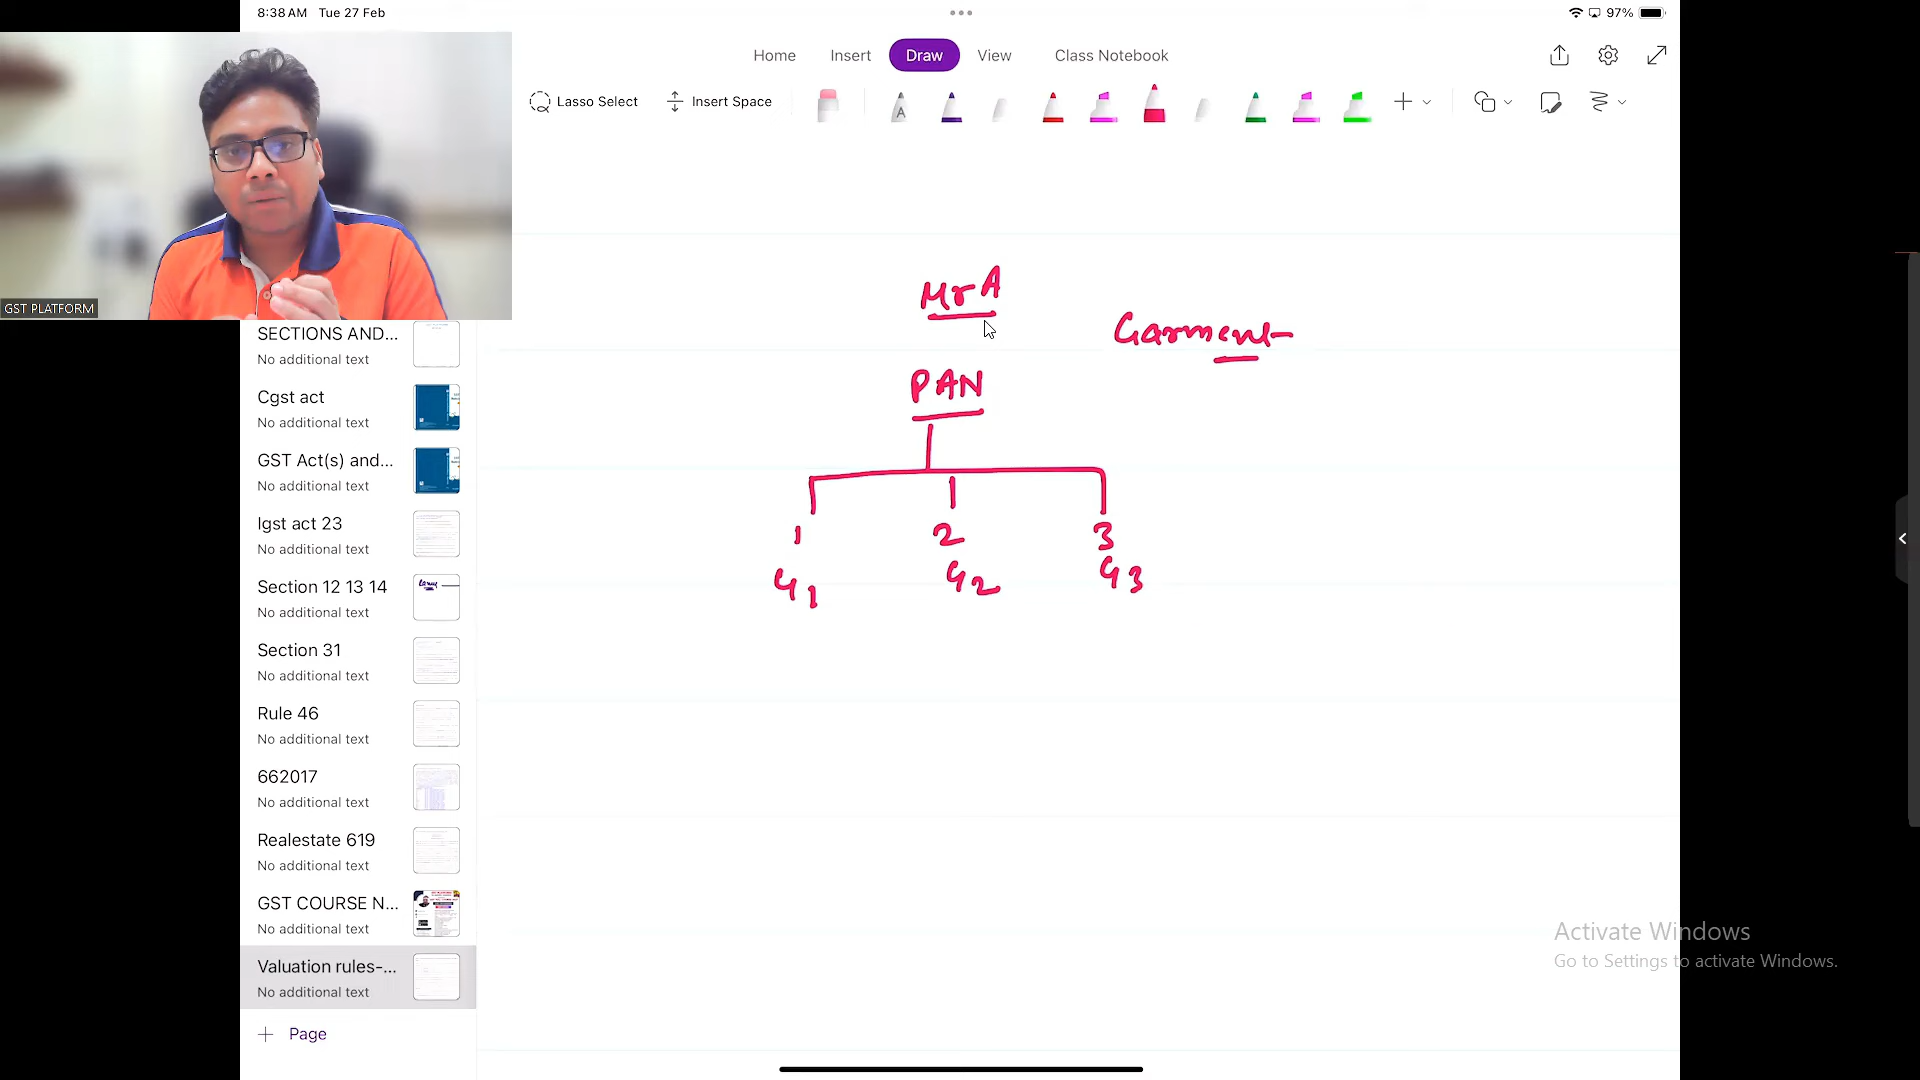 8:38 AM Tue 27 Feb
97%
Home Insert Draw View Class Notebook
Lasso Select Insert Space
A
GST PLATFORM
SECTIONS AND...
No additional text
Cgst act
No additional text
GST Act(s) and...
No additional text
Igst act 23
No additional text
Section 12 13 14
No additional text
Section 31
No additional text
Rule 46
No additional text
662017
No additional text
Realestate 619
No additional text
GST COURSE N...
No additional text
Valuation rules-...
No additional text
Page
Mr A
Garment
PAN
1 2 3
G1 G2 G3
Activate Windows
Go to Settings to activate Windows.